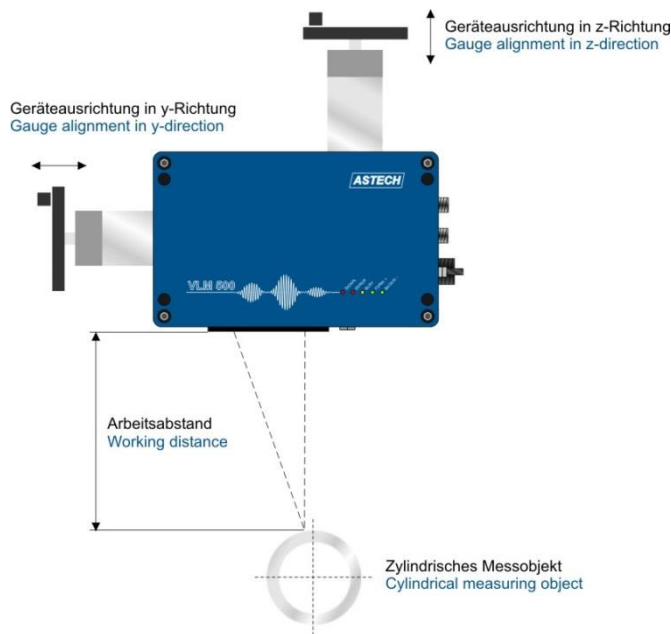 Geräteausrichtung in z-Richtung
Gauge alignment in z-direction
Geräteausrichtung in y-Richtung
Gauge alignment in y-direction
ASTECH
VLM 500
Arbeitsabstand
Working distance
Zylindrisches Messobjekt
Cylindrical measuring object